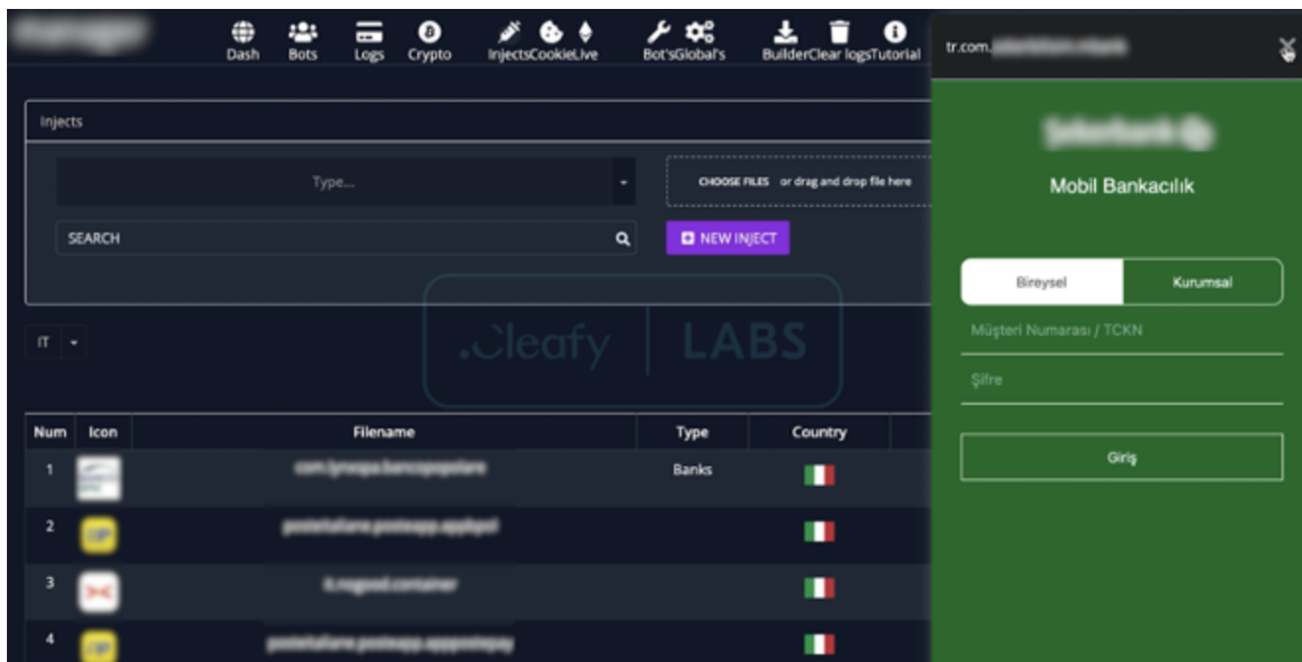 Dash Bots Logs Crypto InjectsCookieLive Bot'sGlobal's BuilderClear logsTutorial
Injects
Type...
CHOOSE FILES or drag and drop file here
SEARCH
NEW INJECT
IT
.Cleafy | LABS
Num Icon Filename Type Country
1 Banks
2
3
4
tr.com.
Mobil Bankacılık
Bireysel Kurumsal
Müşteri Numarası / TCKN
Şifre
Giriş